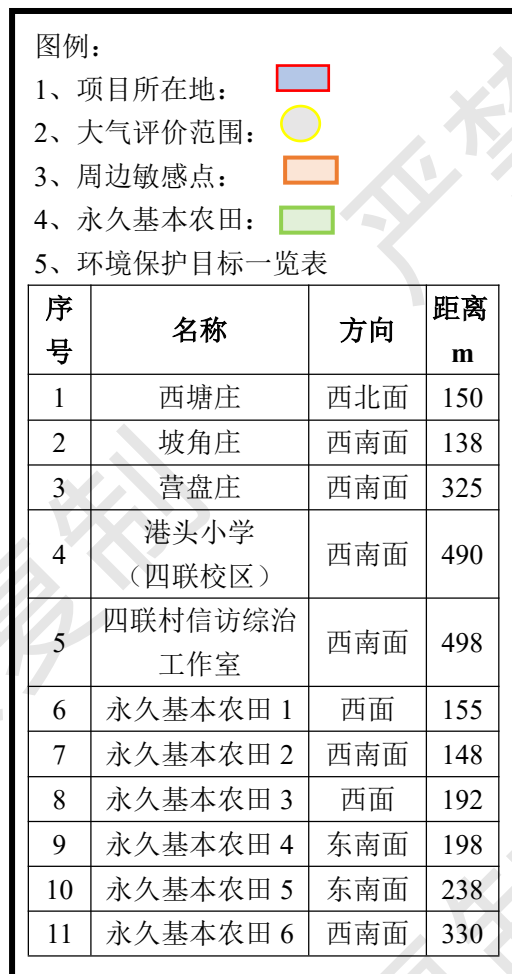 图例：
1、项目所在地：
2、大气评价范围：
3、周边敏感点：
4、永久基本农田：
5、环境保护目标一览表
序号 名称 方向 距离m
1 西塘庄 西北面 150
2 坡角庄 西南面 138
3 营盘庄 西南面 325
4 港头小学（四联校区） 西南面 490
5 四联村信访综治工作室 西南面 498
6 永久基本农田 1 西面 155
7 永久基本农田 2 西南面 148
8 永久基本农田 3 西面 192
9 永久基本农田 4 东南面 198
10 永久基本农田 5 东南面 238
11 永久基本农田 6 西南面 330